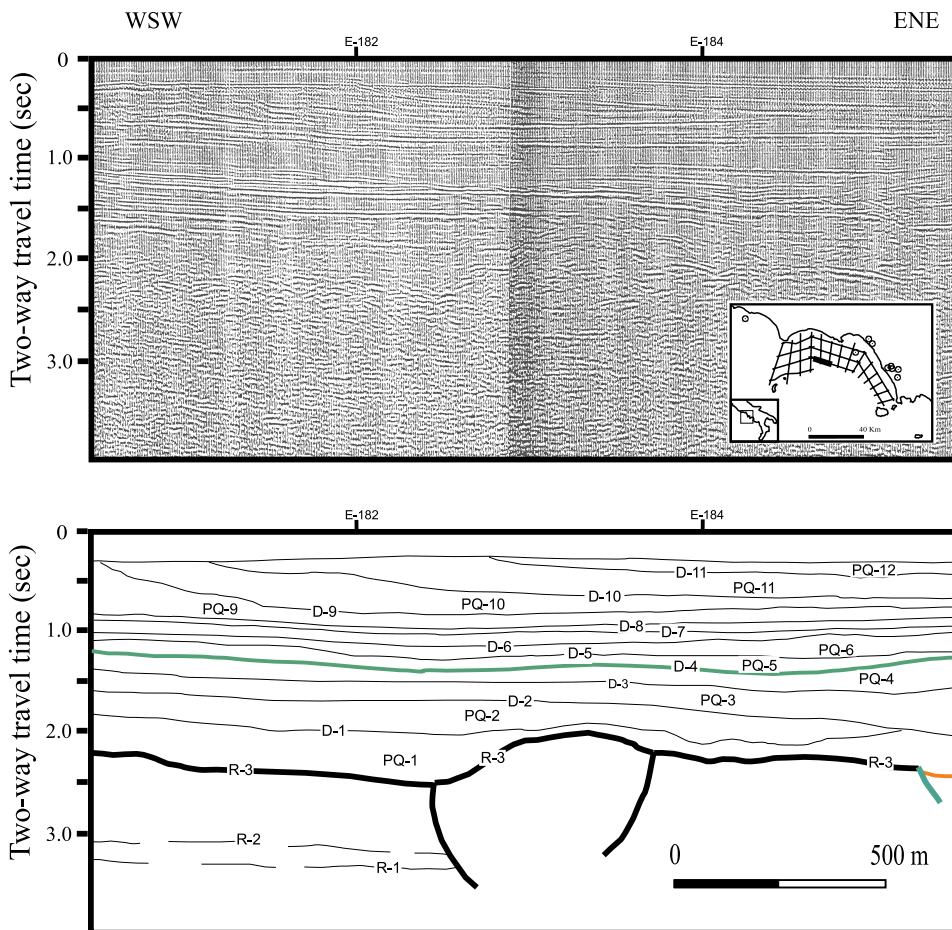 WSW ENE
E-182 E-184
Two-way travel time (sec)
0
1.0
2.0
3.0
0 40 Km
E-182 E-184
Two-way travel time (sec)
0
D-11 PQ-12
PQ-9 D-9 PQ-10 D-10 PQ-11
D-8
1.0 D-7
D-6 D-5 PQ-6
D-4 PQ-5
D-3 PQ-4
D-2 PQ-3
PQ-2
2.0 D-1
PQ-1 R-3 R-3
R-3
3.0 R-2
R-1
0 500 m